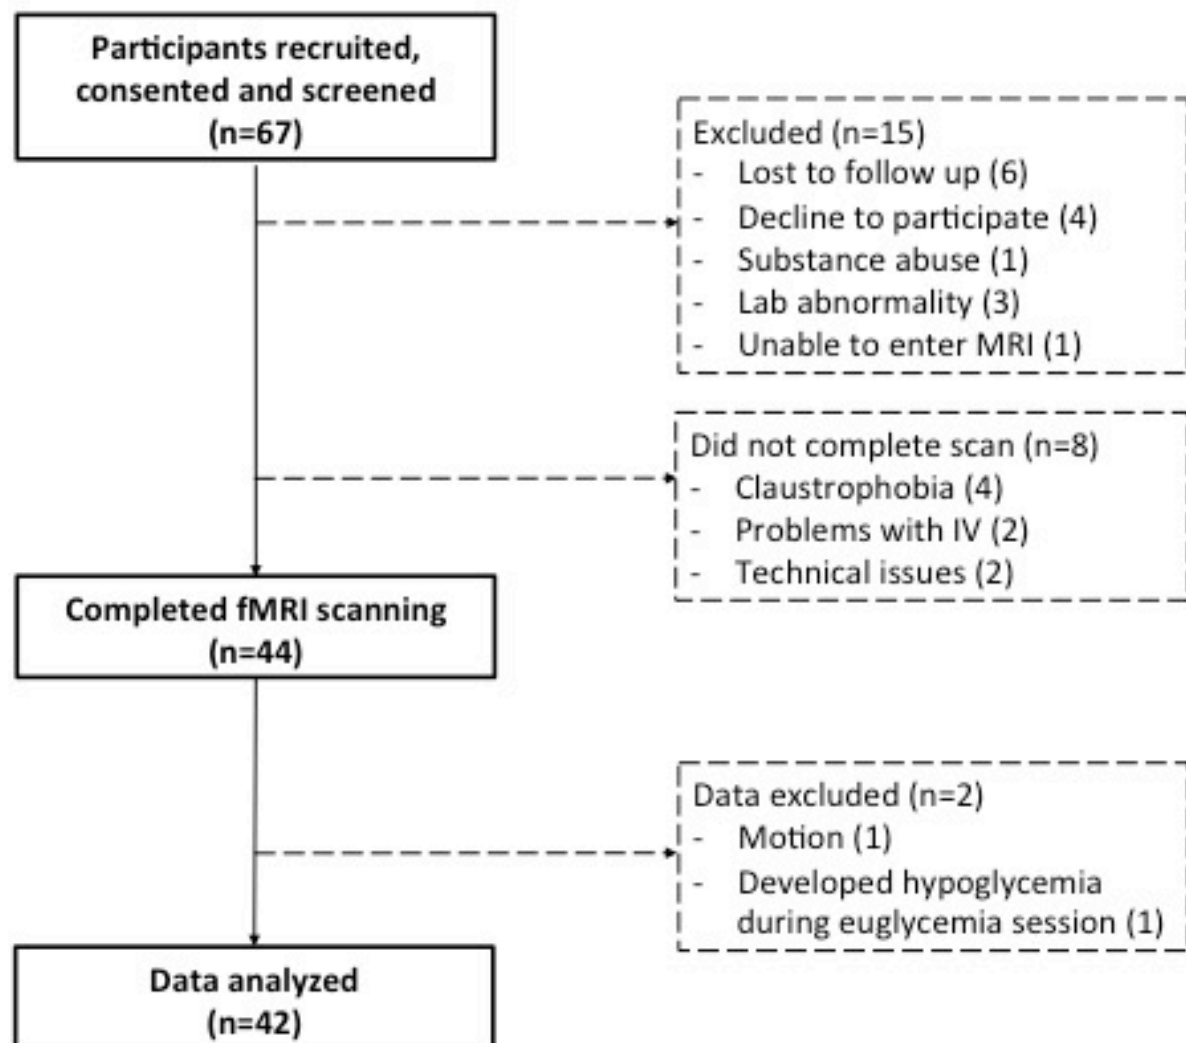 Participants recruited,
consented and screened
(n=67)
Excluded (n=15)
- Lost to follow up (6)
- Decline to participate (4)
- Substance abuse (1)
- Lab abnormality (3)
- Unable to enter MRI (1)
Did not complete scan (n=8)
- Claustrophobia (4)
- Problems with IV (2)
- Technical issues (2)
Completed fMRI scanning
(n=44)
Data excluded (n=2)
- Motion (1)
- Developed hypoglycemia
during euglycemia session (1)
Data analyzed
(n=42)